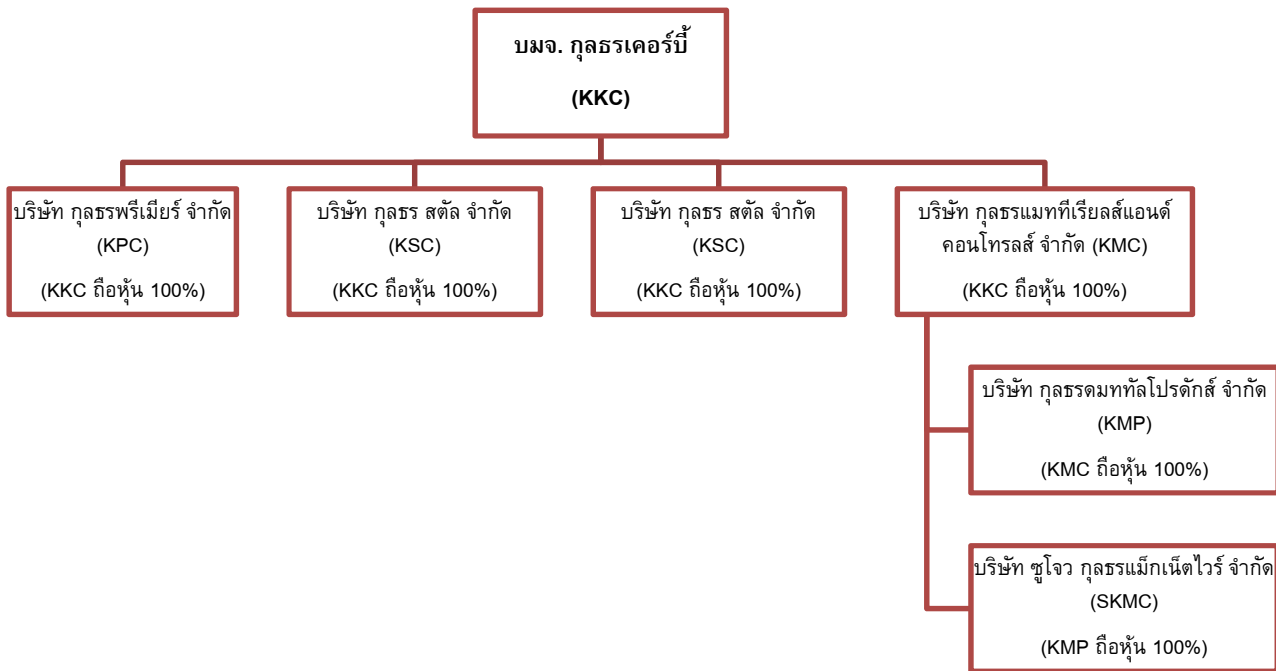 บมจ. กุลธรเคอร์บี้
(KKC)
บริษัท กุลธรพรีเมียร์ จำกัด
(KPC)
(KKC ถือหุ้น 100%)
บริษัท กุลธร สตัล จำกัด
(KSC)
(KKC ถือหุ้น 100%)
บริษัท กุลธร สตัล จำกัด
(KSC)
(KKC ถือหุ้น 100%)
บริษัท กุลธรแมททีเรียลส์แอนด์
คอนโทรลส์ จำกัด (KMC)
(KKC ถือหุ้น 100%)
บริษัท กุลธรดมททัลโปรดักส์ จำกัด
(KMP)
(KMC ถือหุ้น 100%)
บริษัท ซูโจว กุลธรแม็กเน็ตไวร์ จำกัด
(SKMC)
(KMP ถือหุ้น 100%)